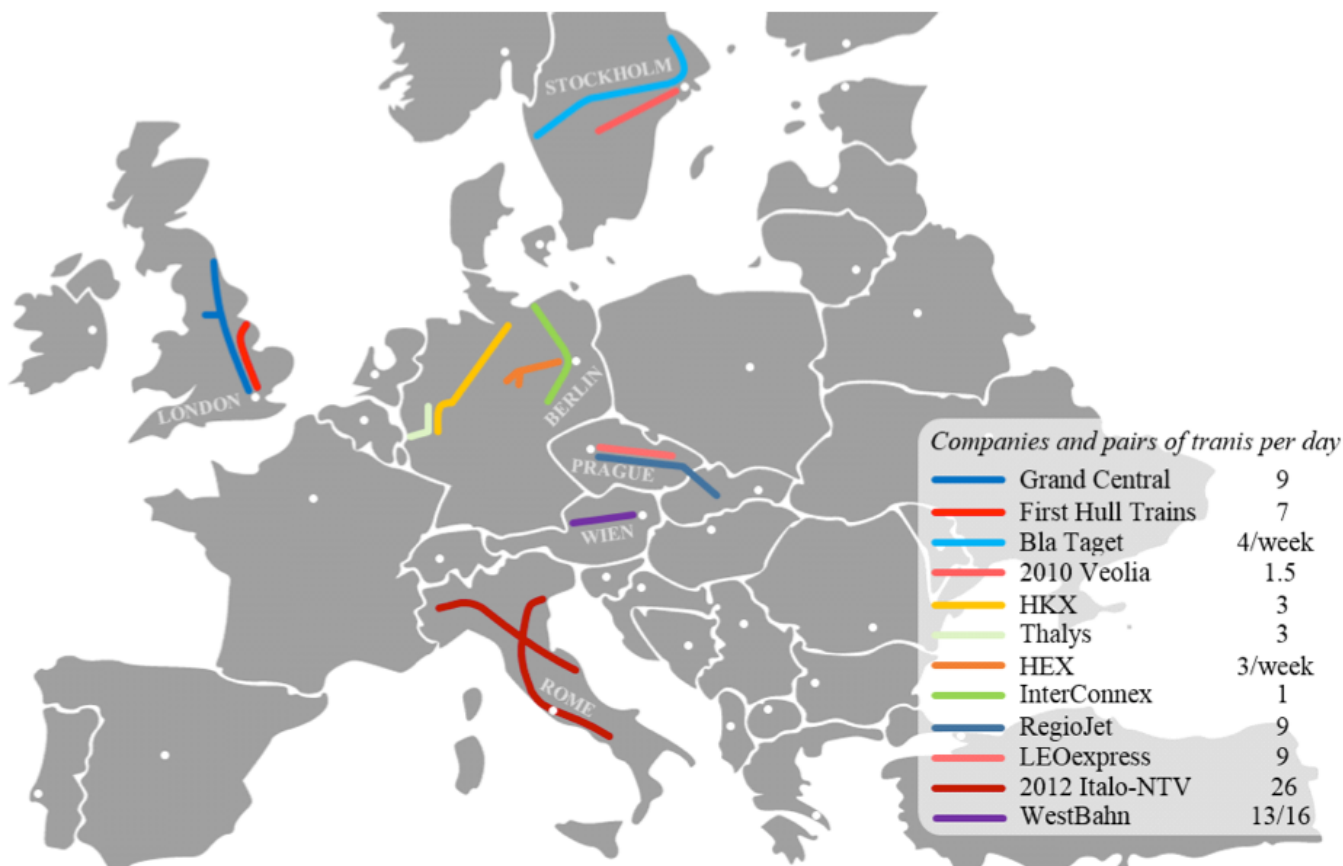 STOCKHOLM
LONDON
BERLIN
PRAGUE
WIEN
ROME
Companies and pairs of tranis per day
Grand Central 9
First Hull Trains 7
Bla Taget 4/week
2010 Veolia 1.5
HKX 3
Thalys 3
HEX 3/week
InterConnex 1
RegioJet 9
LEOexpress 9
2012 Italo-NTV 26
WestBahn 13/16